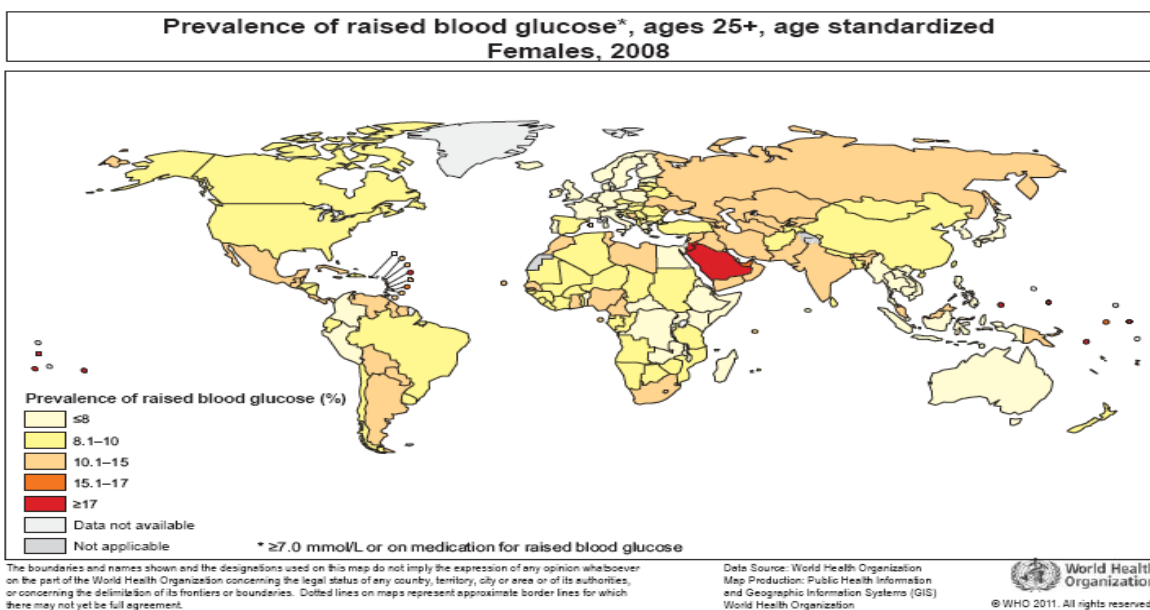 Prevalence of raised blood glucose*, ages 25+, age standardized
Females, 2008
Prevalence of raised blood glucose (%)
≤8
8.1–10
10.1–15
15.1–17
≥17
Data not available
Not applicable
* ≥7.0 mmol/L or on medication for raised blood glucose
The boundaries and names shown and the designations used on this map do not imply the expression of any opinion whatsoever
on the part of the World Health Organization concerning the legal status of any country, territory, city or area or of its authorities,
or concerning the delimitation of its frontiers or boundaries. Dotted lines on maps represent approximate border lines for which
there may not yet be full agreement.
Data Source: World Health Organization
Map Production: Public Health Information
and Geographic Information Systems (GIS)
World Health Organization
World Health
Organization
© WHO 2011. All rights reserved